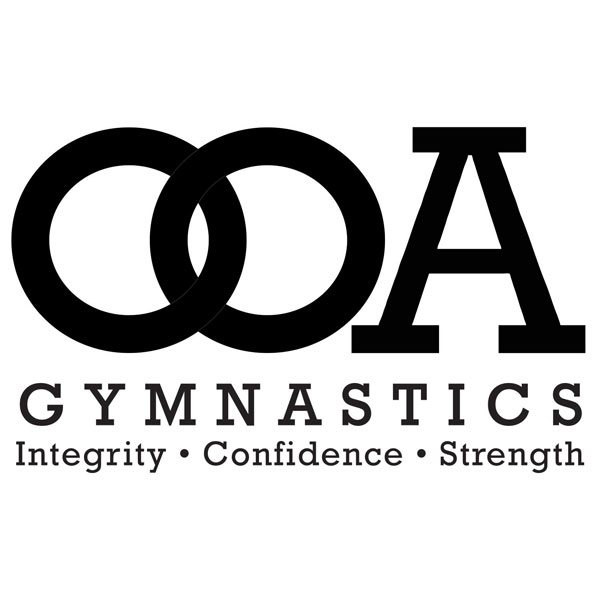 OOA
GYMNASTICS
Integrity • Confidence • Strength